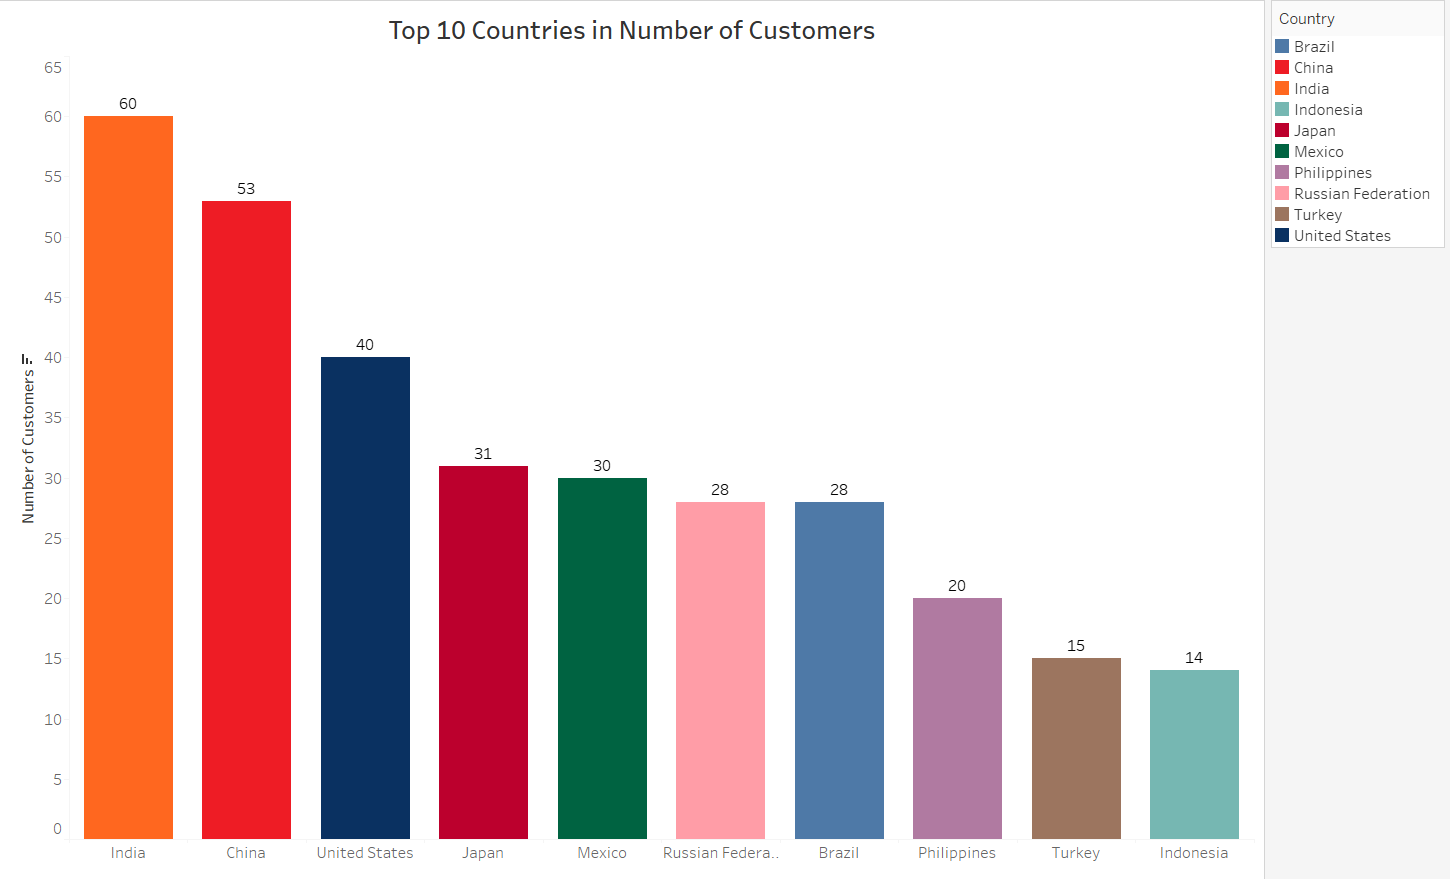 Top 10 Countries in Number of Customers
65
60
55
50
45
40
35
30
25
20
15
10
5
0
Number of Customers
60
53
40
31
30
28
28
20
15
14
India
China
United States
Japan
Mexico
Russian Federa..
Brazil
Philippines
Turkey
Indonesia
Country
Brazil
China
India
Indonesia
Japan
Mexico
Philippines
Russian Federation
Turkey
United States